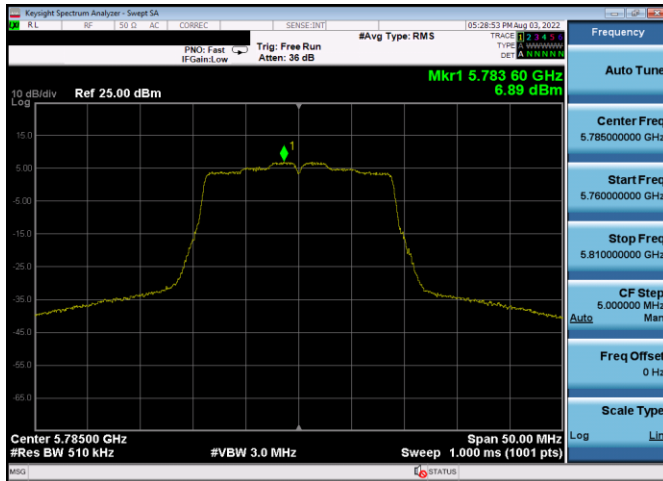 Keysight Spectrum Analyzer - Swept SA
RL RF 50 Ω AC CORREC SENSE:INT 05:28:53 PM Aug 03, 2022
#Avg Type: RMS
TRACE 1 2 3 4 5 6
TYPE A WWWWW
DET A NNNNN
PNO: Fast
IFGain:Low
Trig: Free Run
Atten: 36 dB
Mkr1 5.783 60 GHz
6.89 dBm
10 dB/div
Log
Ref 25.00 dBm
15.0
5.00
-5.00
-15.0
-25.0
-35.0
-45.0
-55.0
-65.0
1
Center 5.78500 GHz
Span 50.00 MHz
#Res BW 510 kHz
#VBW 3.0 MHz
Sweep 1.000 ms (1001 pts)
MSG
STATUS
Frequency
Auto Tune
Center Freq
5.785000000 GHz
Start Freq
5.760000000 GHz
Stop Freq
5.810000000 GHz
CF Step
5.000000 MHz
Auto Man
Freq Offset
0 Hz
Scale Type
Log Lin